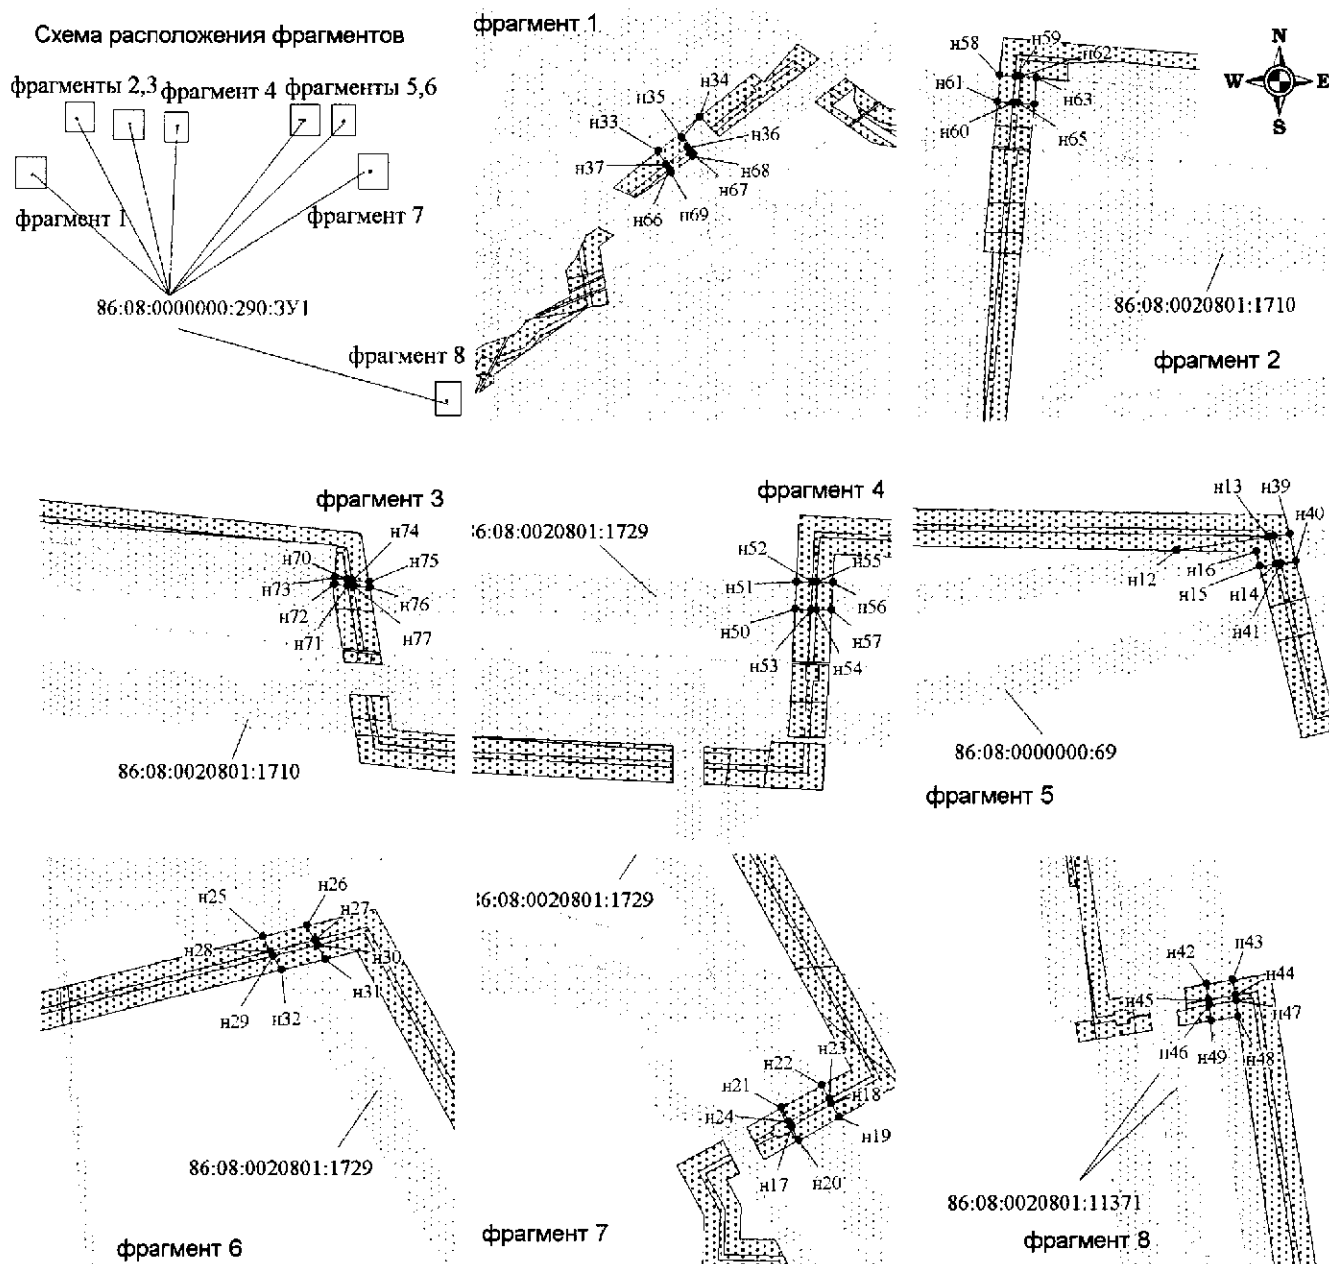 Схема расположения фрагментов
фрагменты 2,3
фрагмент 4
фрагменты 5,6
фрагмент 1
фрагмент 7
86:08:0000000:290:ЗУ1
фрагмент 8
фрагмент 1
н34
н35
н33
н36
н37
н68
н67
н66
н69
н58
н59
н62
н61
н63
н60
н65
N
W
E
S
86:08:0020801:1710
фрагмент 2
фрагмент 3
н74
н70
н75
н73
н76
н72
н71
н77
86:08:0020801:1710
фрагмент 4
86:08:0020801:1729
н52
н55
н51
н56
н50
н57
н53
н54
н13
н39
н40
н12
н16
н15
н14
н41
86:08:0000000:69
фрагмент 5
н25
н26
н27
н28
н30
н31
н29
н32
86:08:0020801:1729
фрагмент 6
86:08:0020801:1729
н23
н22
н21
н18
н24
н19
н17
н20
фрагмент 7
н42
н43
н44
н45
н47
н46
н49
н48
86:08:0020801:11371
фрагмент 8